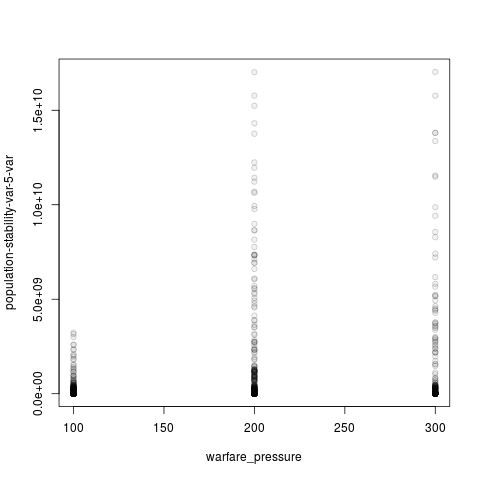 population-stability-var-5-var
0.0e+00
5.0e+09
1.0e+10
1.5e+10
100
150
200
250
300
warfare_pressure